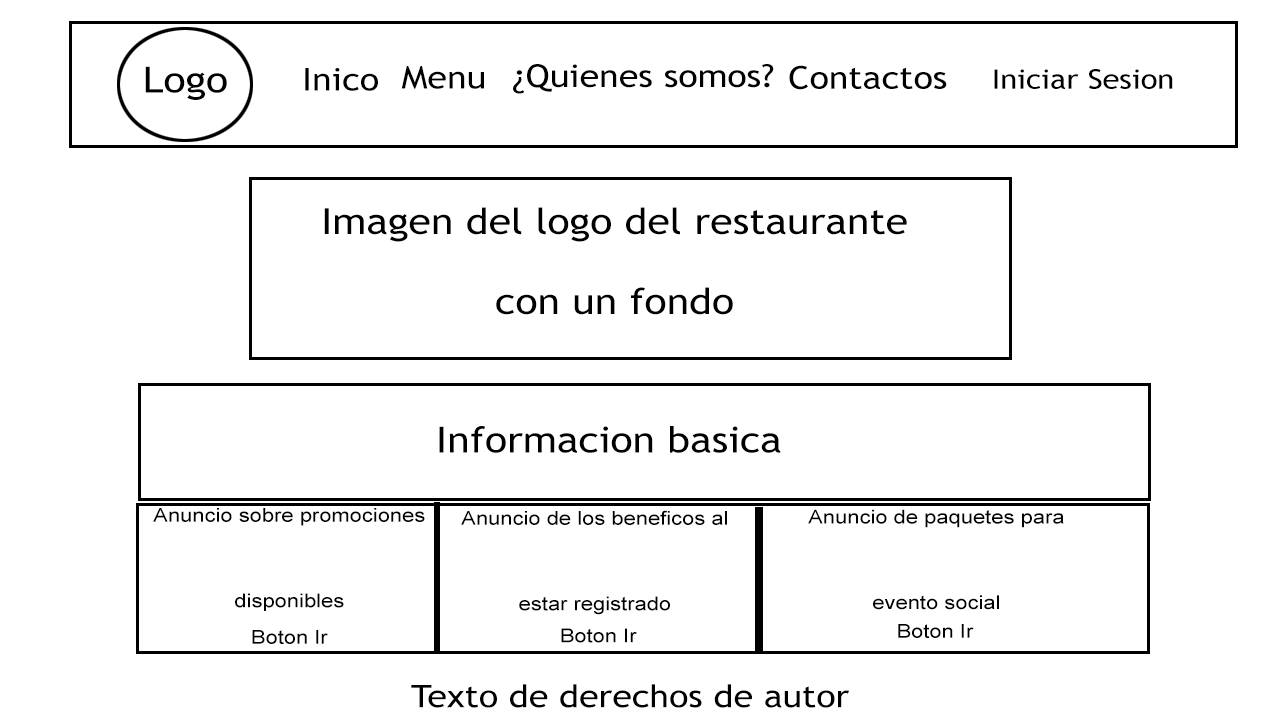 Logo Inico Menu ¿Quienes somos? Contactos Iniciar Sesion
Imagen del logo del restaurante
con un fondo
Informacion basica
Anuncio sobre promociones
disponibles
Boton Ir
Anuncio de los beneficos al
estar registrado
Boton Ir
Anuncio de paquetes para
evento social
Boton Ir
Texto de derechos de autor